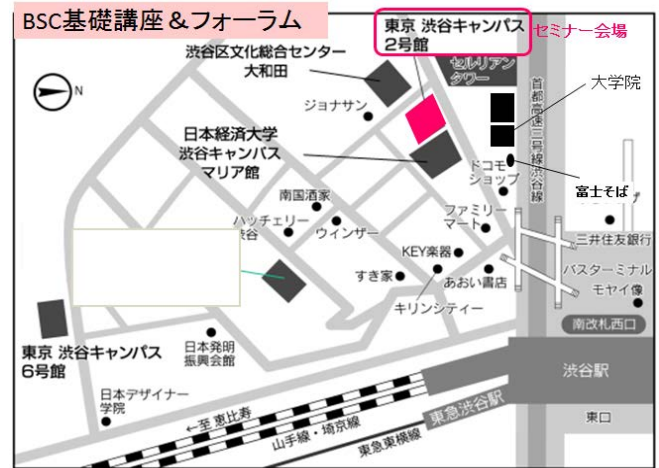 BSC基礎講座＆フォーラム
東京 渋谷キャンパス
2号館
セミナー会場
渋谷区文化総合センター
大和田
セルリアン
タワー
N
ジョナサン
大学院
首都高速三号線渋谷線
日本経済大学
渋谷キャンパス
マリア館
ドコモ
ショップ
富士そば
南国酒家
ファミリー
マート
ハッチェリー
渋谷
ウインザー
三井住友銀行
KEY楽器
バスターミナル
すき家
あおい書店
モヤイ像
キリンシティー
南改札西口
東京 渋谷キャンパス
6号館
日本発明
振興会館
渋谷駅
日本デザイナー
学院
東急渋谷駅
←至 恵比寿
東口
山手線・埼京線
東急東横線